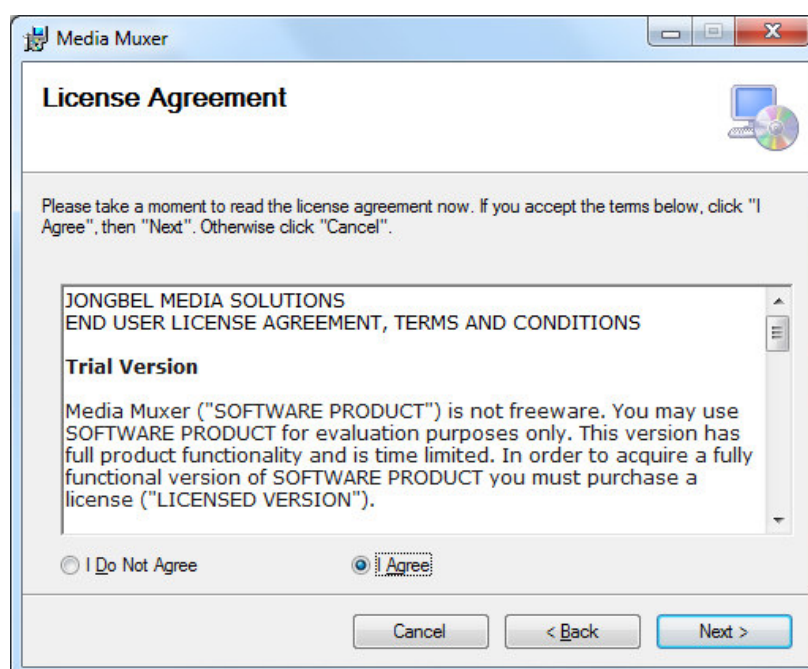 Media Muxer
License Agreement
Please take a moment to read the license agreement now. If you accept the terms below, click "I
Agree", then "Next". Otherwise click "Cancel".
JONGBEL MEDIA SOLUTIONS
END USER LICENSE AGREEMENT, TERMS AND CONDITIONS
Trial Version
Media Muxer ("SOFTWARE PRODUCT") is not freeware. You may use
SOFTWARE PRODUCT for evaluation purposes only. This version has
full product functionality and is time limited. In order to acquire a fully
functional version of SOFTWARE PRODUCT you must purchase a
license ("LICENSED VERSION").
I Do Not Agree I Agree
Cancel < Back Next >